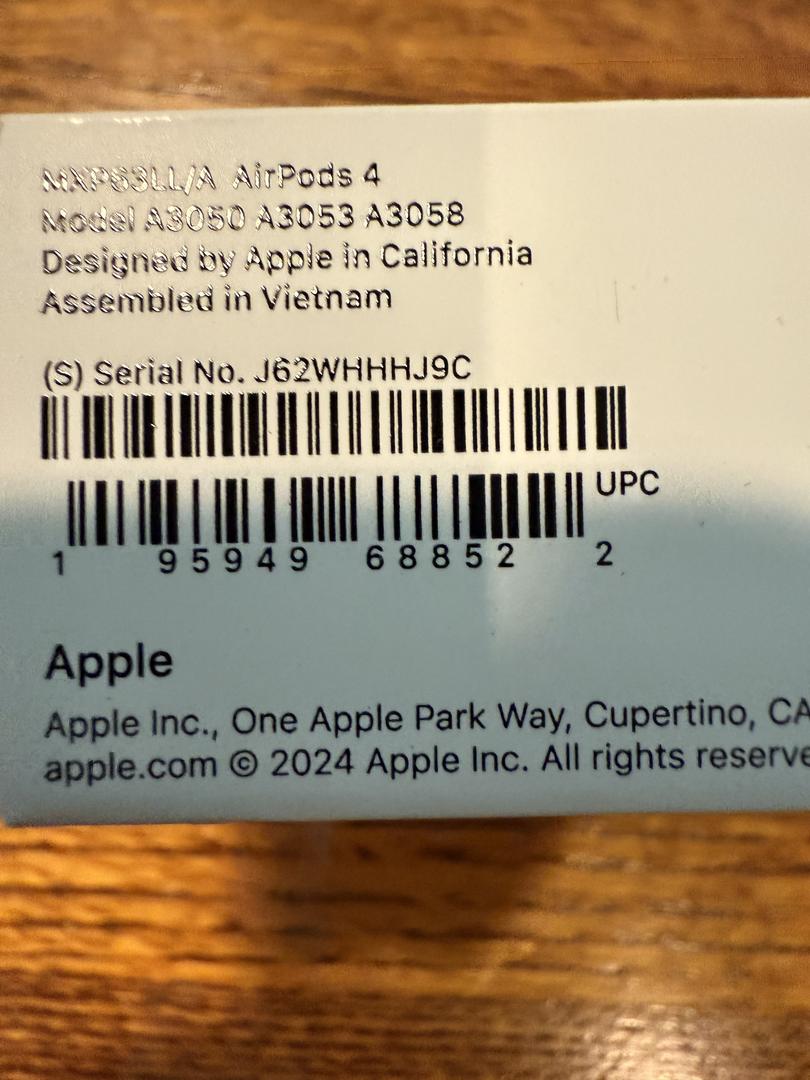 MXP63LL/A AirPods 4
Model A3050 A3053 A3058
Designed by Apple in California
Assembled in Vietnam
(S) Serial No. J62WHHHJ9C
UPC
1 95949 68852 2
Apple
Apple Inc., One Apple Park Way, Cupertino, CA
apple.com © 2024 Apple Inc. All rights reserve